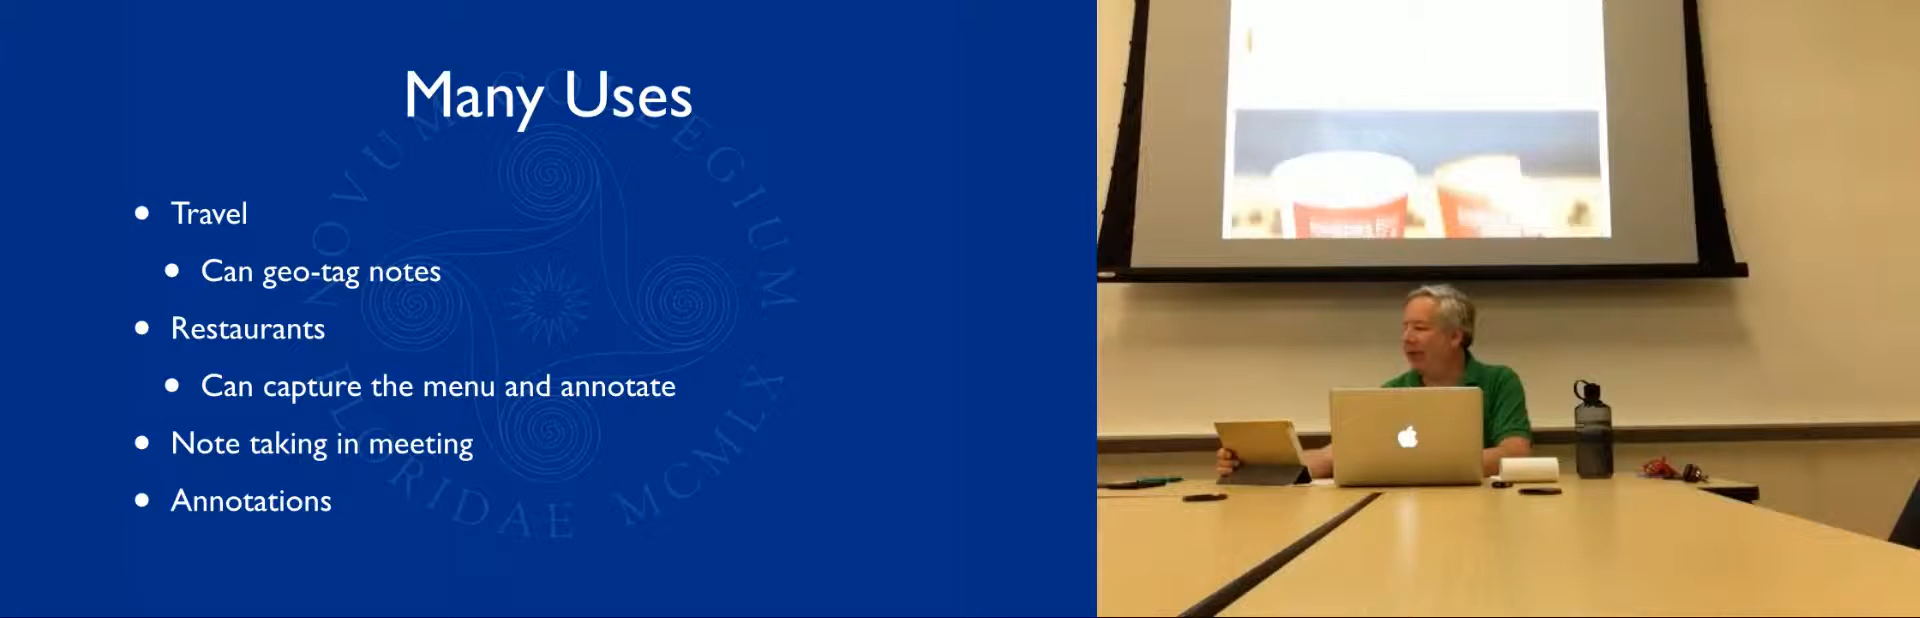 Many Uses
Travel
Can geo-tag notes
Restaurants
Can capture the menu and annotate
Note taking in meeting
Annotations
NOVUM COLLEGIUM
FLORIDAE MCMLX